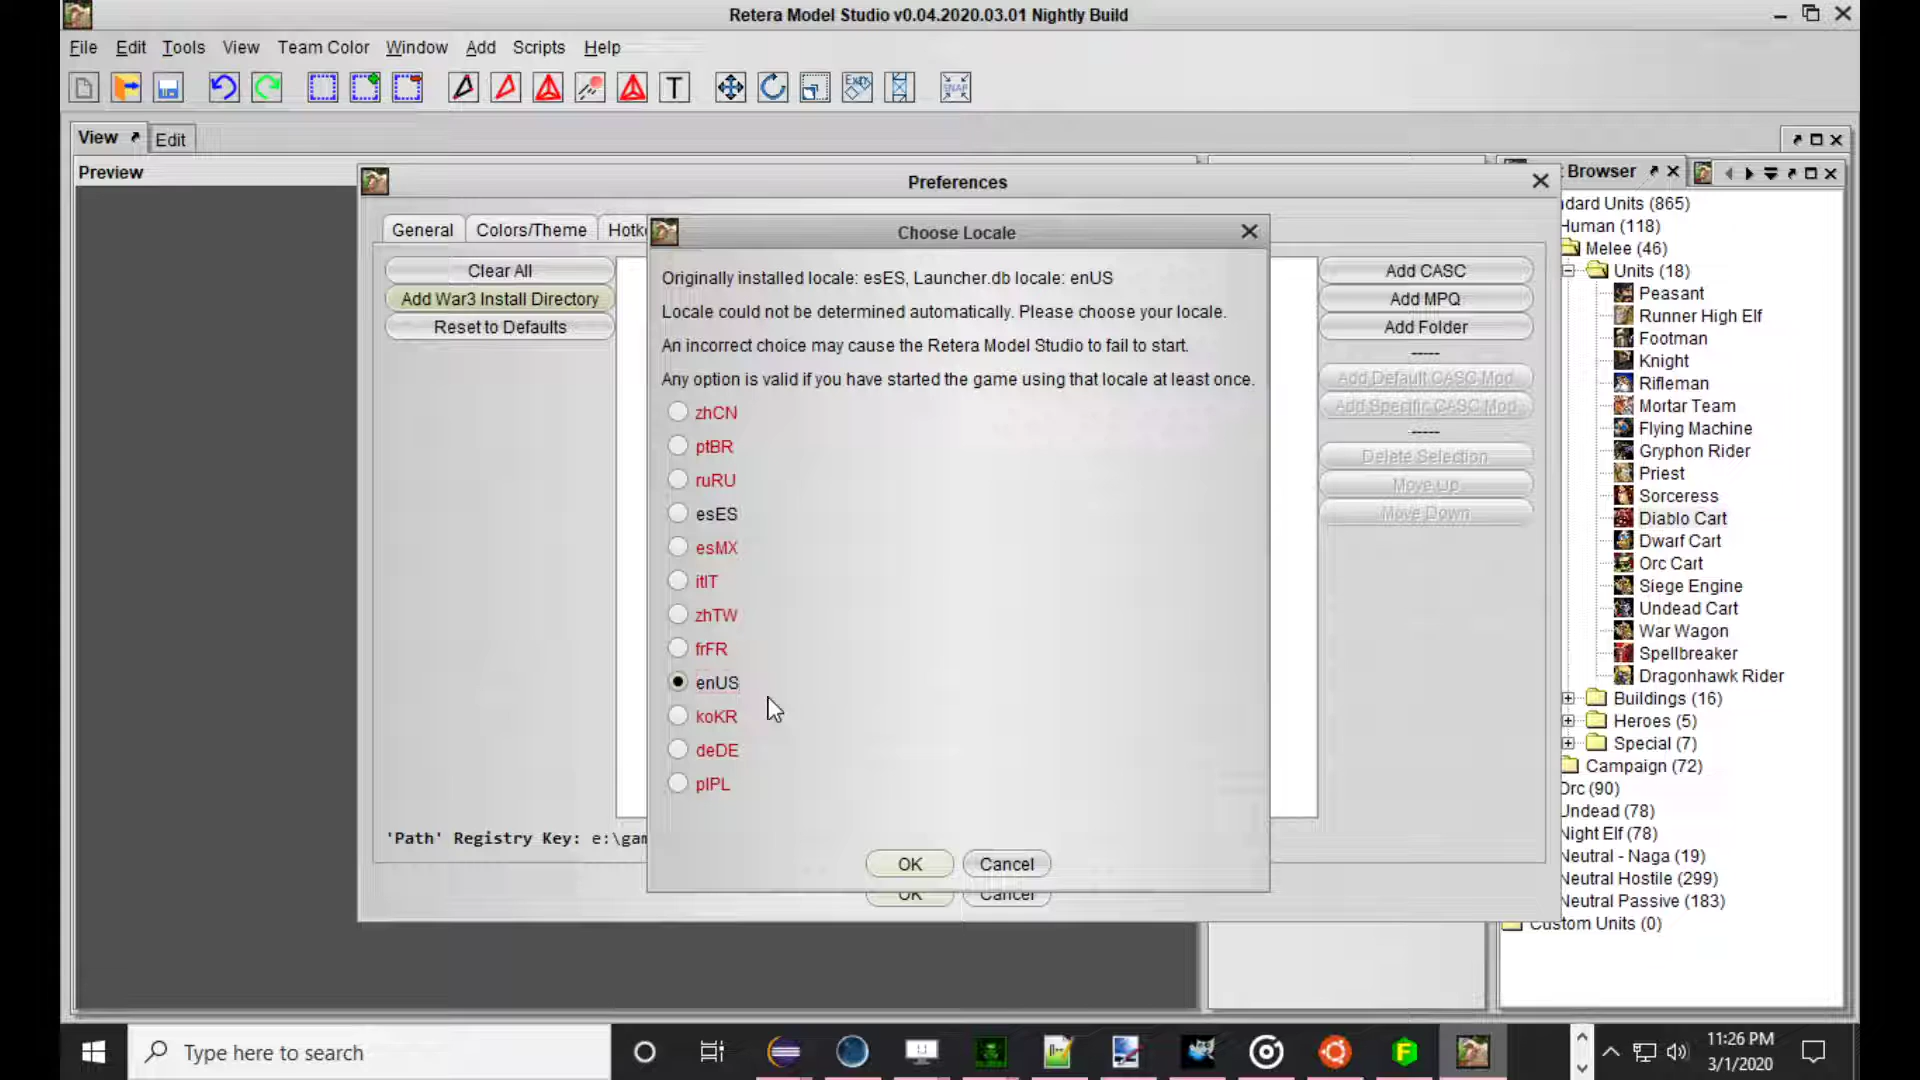 Retera Model Studio v0.04.2020.03.01 Nightly Build
File Edit Tools View Team Color Window Add Scripts Help
T
SNAP
View Edit
Preview
Preferences
General Colors/Theme
Clear All
Add War3 Install Directory
Reset to Defaults
'Path' Registry Key: e:\gam
Choose Locale
Originally installed locale: esES, Launcher.db locale: enUS
Locale could not be determined automatically. Please choose your locale.
An incorrect choice may cause the Retera Model Studio to fail to start.
Any option is valid if you have started the game using that locale at least once.
zhCN
ptBR
ruRU
esES
esMX
itIT
zhTW
frFR
enUS
koKR
deDE
plPL
OK Cancel
OK Cancel
Add CASC
Add MPQ
Add Folder
-----
Add Default CASC Mod
Add Specific CASC Mod
-----
Delete Selection
Move Up
Move Down
Browser
dard Units (865)
Human (118)
Melee (46)
Units (18)
Peasant
Runner High Elf
Footman
Knight
Rifleman
Mortar Team
Flying Machine
Gryphon Rider
Priest
Sorceress
Diablo Cart
Dwarf Cart
Orc Cart
Siege Engine
Undead Cart
War Wagon
Spellbreaker
Dragonhawk Rider
Buildings (16)
Heroes (5)
Special (7)
Campaign (72)
Orc (90)
Undead (78)
Night Elf (78)
Neutral - Naga (19)
Neutral Hostile (299)
Neutral Passive (183)
Custom Units (0)
Type here to search
11:26 PM
3/1/2020